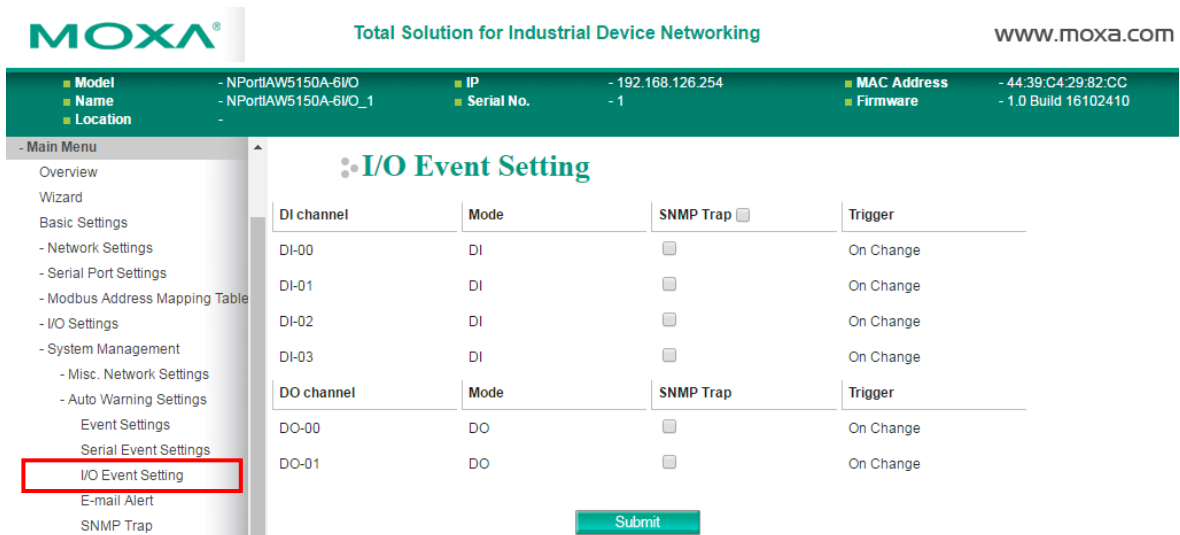 MOXA® Total Solution for Industrial Device Networking www.moxa.com
Model - NPortIAW5150A-6I/O IP - 192.168.126.254 MAC Address - 44:39:C4:29:82:CC
Name - NPortIAW5150A-6I/O_1 Serial No. - 1 Firmware - 1.0 Build 16102410
Location -
- Main Menu
Overview
Wizard
Basic Settings
- Network Settings
- Serial Port Settings
- Modbus Address Mapping Table
- I/O Settings
- System Management
- Misc. Network Settings
- Auto Warning Settings
Event Settings
Serial Event Settings
I/O Event Setting
E-mail Alert
SNMP Trap
I/O Event Setting
DI channel Mode SNMP Trap Trigger
DI-00 DI On Change
DI-01 DI On Change
DI-02 DI On Change
DI-03 DI On Change
DO channel Mode SNMP Trap Trigger
DO-00 DO On Change
DO-01 DO On Change
Submit